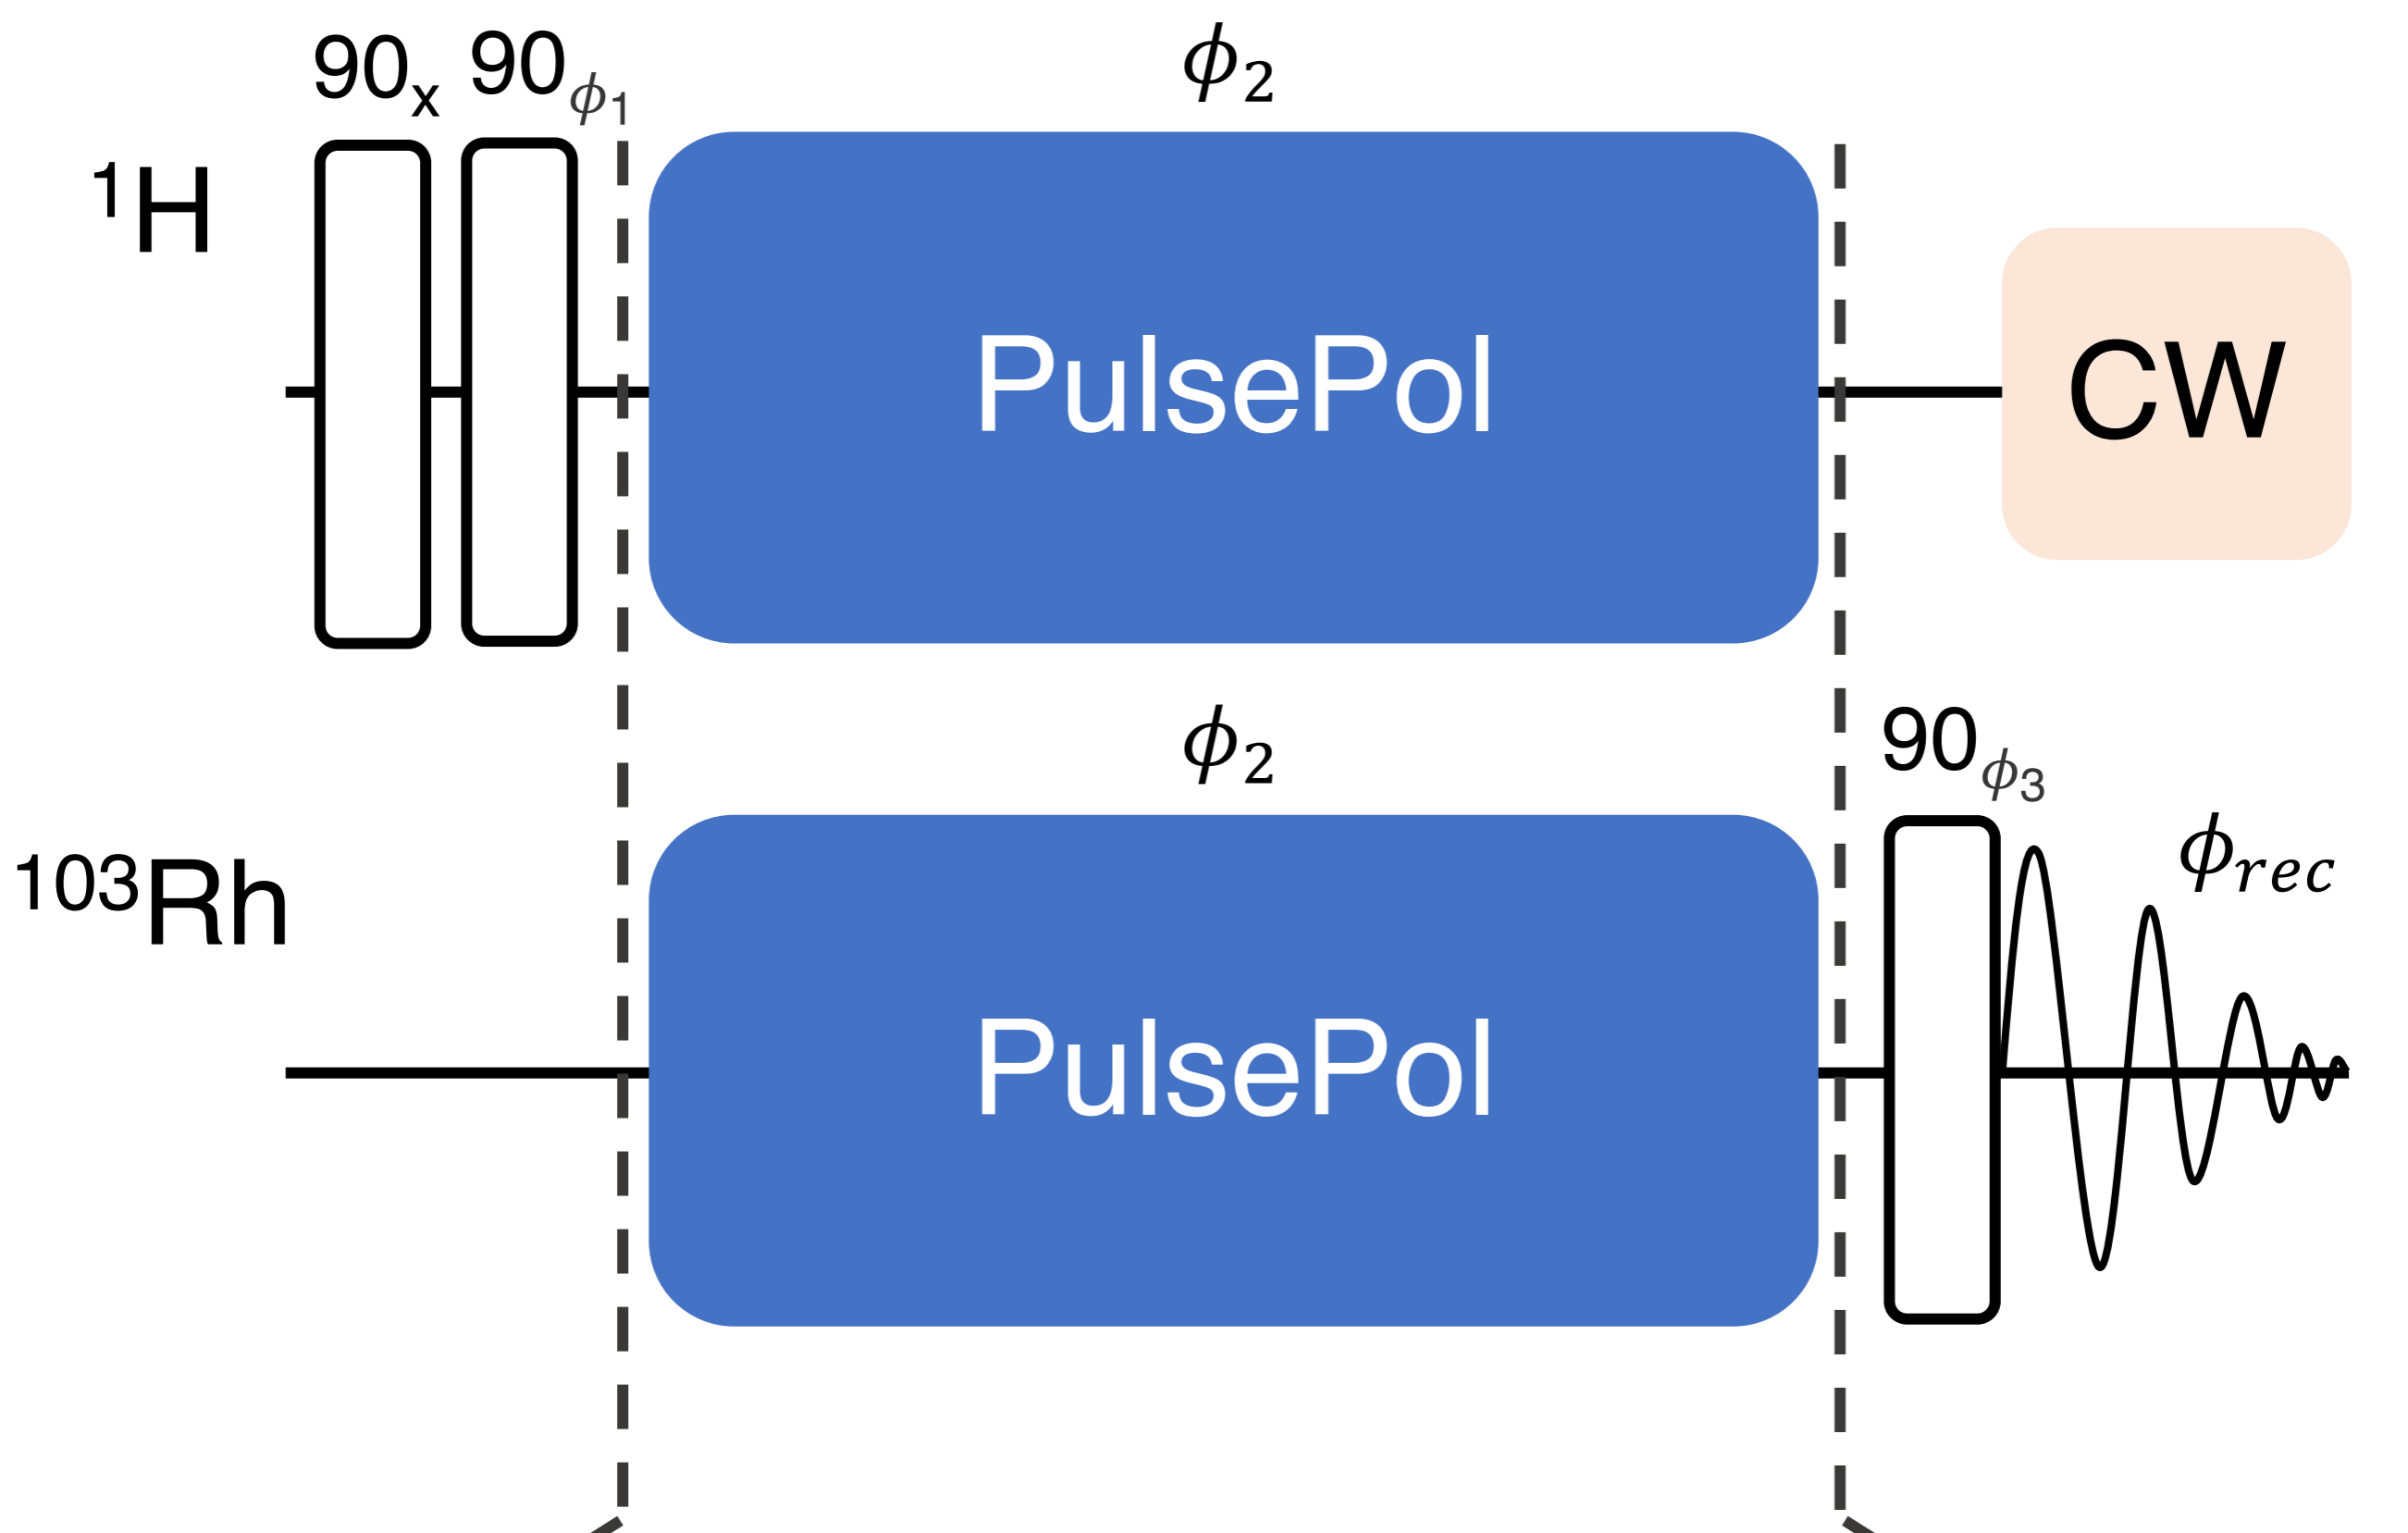 90x 90ϕ1 ϕ2
1H
PulsePol
CW
ϕ2
90ϕ3
ϕrec
103Rh
PulsePol